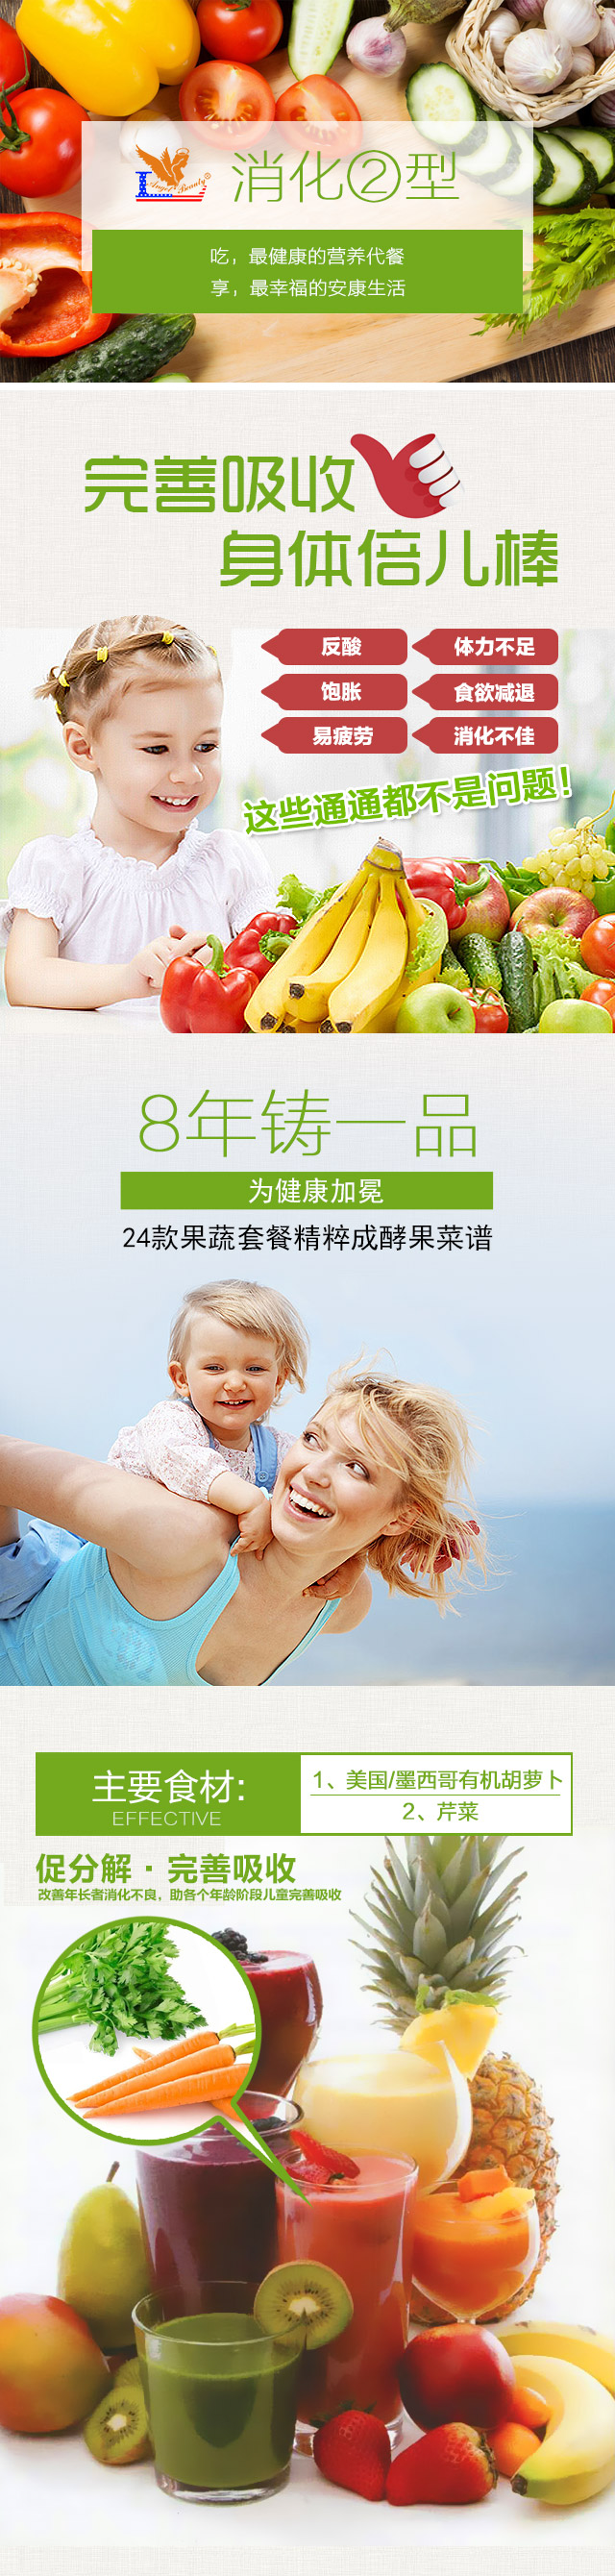 Angel Beauty®
消化②型
吃，最健康的营养代餐
享，最幸福的安康生活
完善吸收
身体倍儿棒
反酸 体力不足
饱胀 食欲减退
易疲劳 消化不佳
这些通通都不是问题！
8年铸一品
为健康加冕
24款果蔬套餐精粹成酵果菜谱
主要食材:
EFFECTIVE
1、美国/墨西哥有机胡萝卜
2、芹菜
促分解·完善吸收
改善年长者消化不良，助各个年龄阶段儿童完善吸收